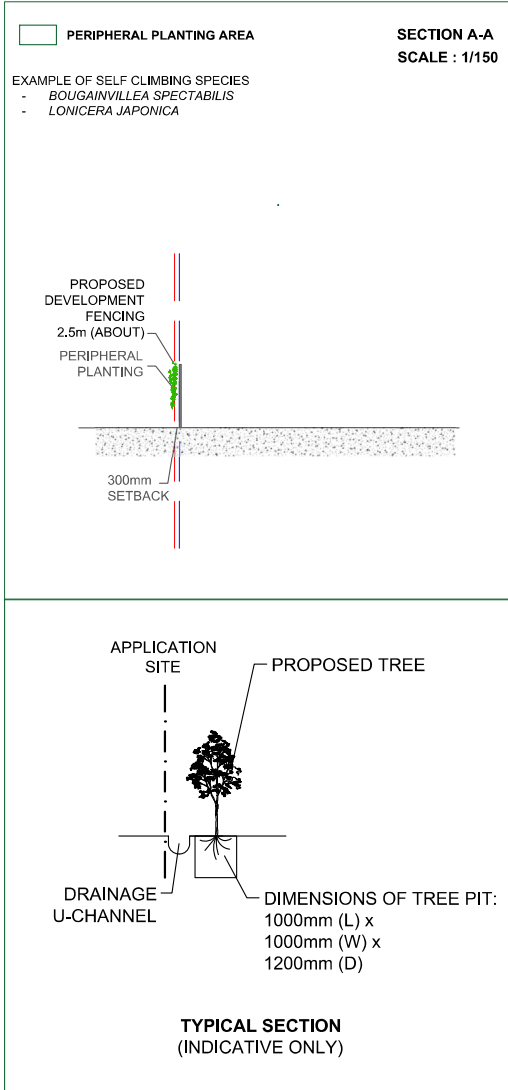 PERIPHERAL PLANTING AREA
SECTION A-A
SCALE : 1/150
EXAMPLE OF SELF CLIMBING SPECIES
- BOUGAINVILLEA SPECTABILIS
- LONICERA JAPONICA
PROPOSED
DEVELOPMENT
FENCING
2.5m (ABOUT)
PERIPHERAL
PLANTING
300mm
SETBACK
APPLICATION
SITE
PROPOSED TREE
DRAINAGE
U-CHANNEL
DIMENSIONS OF TREE PIT:
1000mm (L) x
1000mm (W) x
1200mm (D)
TYPICAL SECTION
(INDICATIVE ONLY)